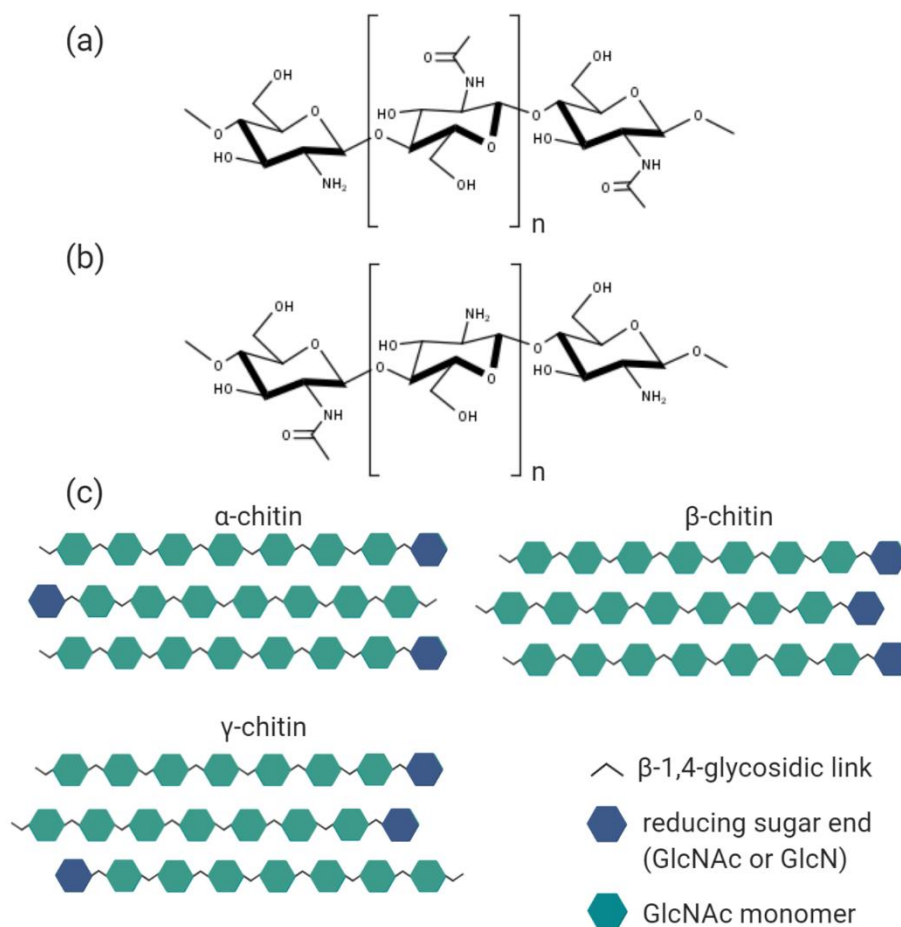 (a)
OH
O
NH
OH
O
O
HO
O
O
O
HO
NH₂
O
O
HO
NH
OH
O
n
(b)
OH
NH₂
OH
O
O
HO
O
O
O
HO
NH
O
O
HO
NH₂
OH
O
n
(c)
α-chitin
β-chitin
γ-chitin
β-1,4-glycosidic link
reducing sugar end
(GlcNAc or GlcN)
GlcNAc monomer